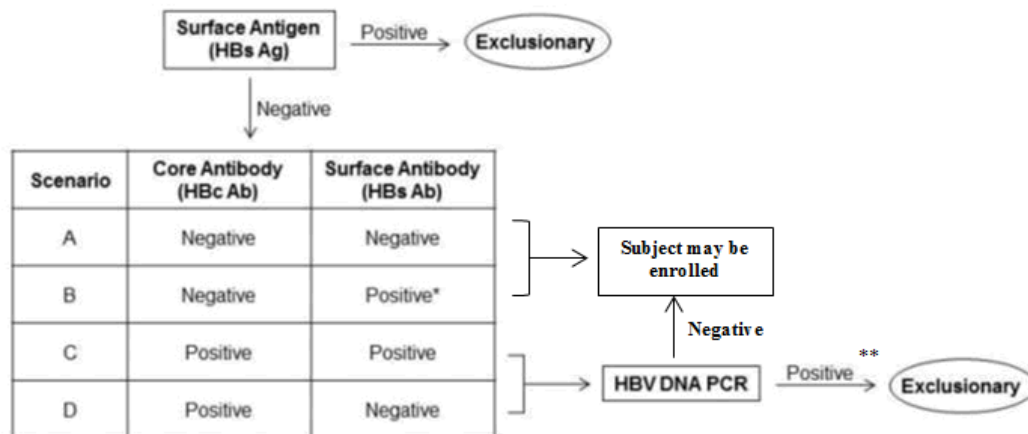 Surface Antigen
(HBs Ag)
Positive
Exclusionary
Negative
Scenario
Core Antibody
(HBc Ab)
Surface Antibody
(HBs Ab)
A
Negative
Negative
B
Negative
Positive*
C
Positive
Positive
D
Positive
Negative
Subject may be
enrolled
Negative
HBV DNA PCR
Positive
**
Exclusionary